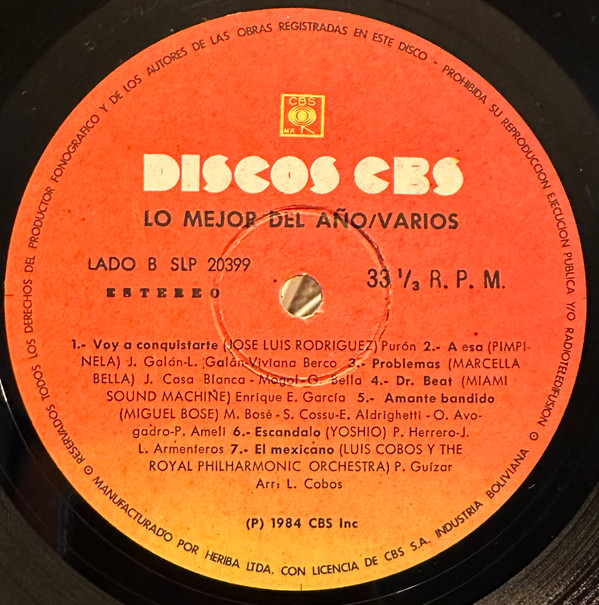 CBS
M.R.
DISCOS CBS
LO MEJOR DEL AÑO/VARIOS
LADO B SLP 20399
ESTEREO
33 1/3 R. P. M.
1.- Voy a conquistarte (JOSE LUIS RODRIGUEZ) Purón 2.- A esa (PIMPI-
NELA) J. Galán-L. Galán-Viviana Berco 3.- Problemas (MARCELLA
BELLA) J. Casa Blanca - Mogol-G. Bella 4.- Dr. Beat (MIAMI
SOUND MACHINE) Enrique E. García 5.- Amante bandido
(MIGUEL BOSE) M. Bosé - S. Cossu-E. Aldrighetti - O. Avo-
gadro-P. Ameli 6.- Escandalo (YOSHIO) P. Herrero-J.
L. Armenteros 7.- El mexicano (LUIS COBOS Y THE
ROYAL PHILHARMONIC ORCHESTRA) P. Guízar
Arr: L. Cobos
(P) 1984 CBS Inc
RESERVADOS TODOS LOS DERECHOS DEL PRODUCTOR FONOGRAFICO Y DE LOS AUTORES DE LAS OBRAS REGISTRADAS EN ESTE DISCO - PROHIBIDA SU REPRODUCCION EJECUCION PUBLICA Y/O RADIOTELEDIFUSION
MANUFACTURADO POR HERIBA LTDA. CON LICENCIA DE CBS S.A. INDUSTRIA BOLIVIANA